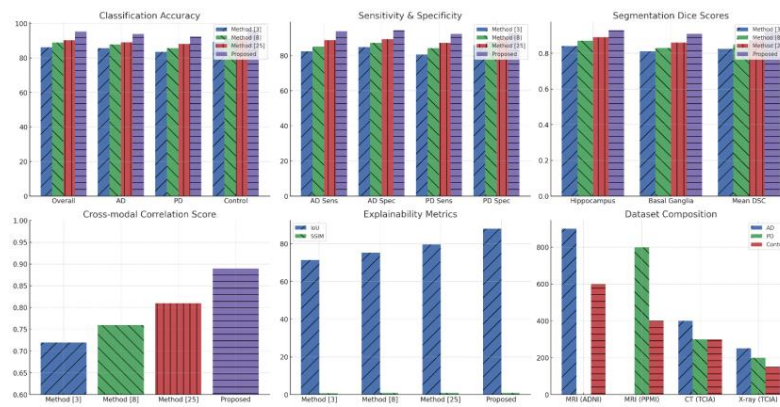 Classification Accuracy
100
80
60
40
20
0
Method [3]
Method [8]
Method [25]
Proposed
Overall
AD
PD
Control
Sensitivity & Specificity
80
60
40
20
0
Method [3]
Method [8]
Method [25]
Proposed
AD Sens
AD Spec
PD Sens
PD Spec
Segmentation Dice Scores
0.8
0.6
0.4
0.2
0.0
Method [3]
Method [8]
Method [2
Proposed
Hippocampus
Basal Ganglia
Mean DSC
Cross-modal Correlation Score
1.00
0.95
0.90
0.85
0.80
0.75
0.70
0.65
0.60
Method [3]
Method [8]
Method [25]
Proposed
Explainability Metrics
80
60
40
20
0
IoU
SSIM
Method [3]
Method [8]
Method [25]
Proposed
Dataset Composition
800
600
400
200
0
AD
PD
Contr
MRI (ADNI)
MRI (PPMI)
CT (TCIA)
X-ray (TCIA)